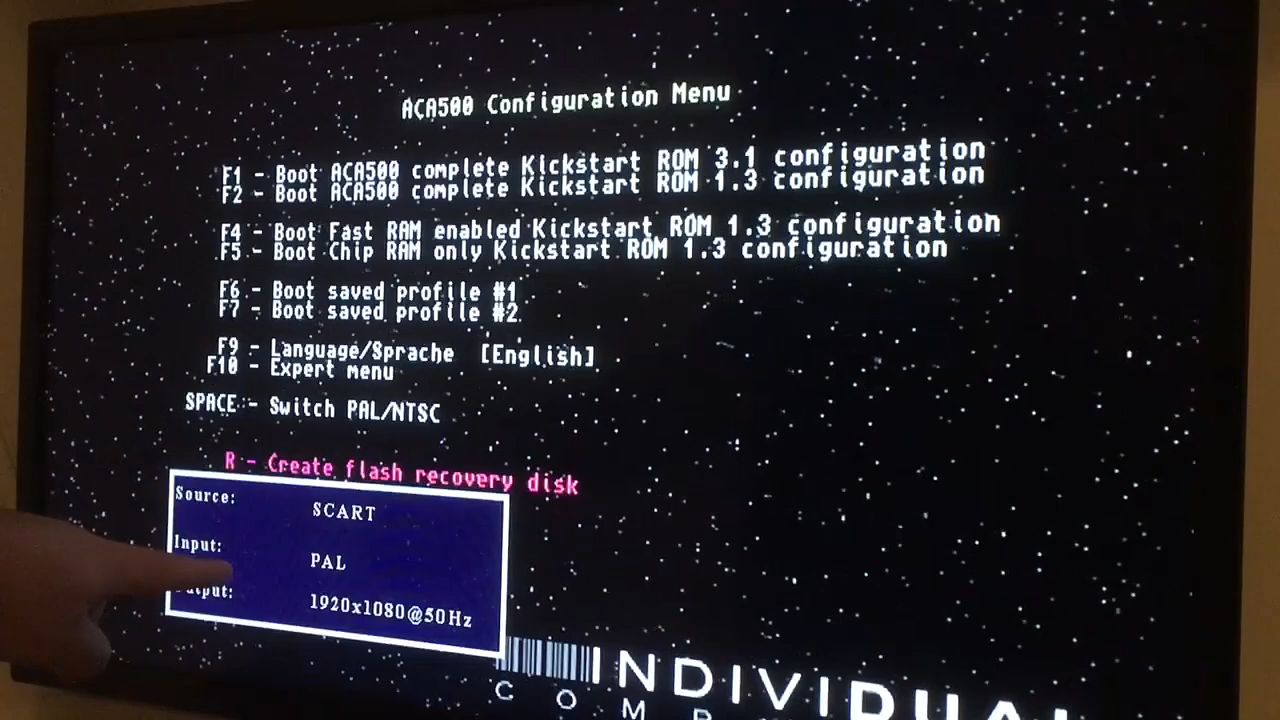 ACA500 Configuration Menu
F1 - Boot ACA500 complete Kickstart ROM 3.1 configuration
F2 - Boot ACA500 complete Kickstart ROM 1.3 configuration
F4 - Boot Fast RAM enabled Kickstart ROM 1.3 configuration
F5 - Boot Chip RAM only Kickstart ROM 1.3 configuration
F6 - Boot saved profile #1
F7 - Boot saved profile #2
F9 - Language/Sprache [English]
F10 - Expert menu
SPACE - Switch PAL/NTSC
R - Create flash recovery disk
Source: SCART
Input: PAL
utput: 1920x1080@50Hz
INDIVIDUAL
COMP